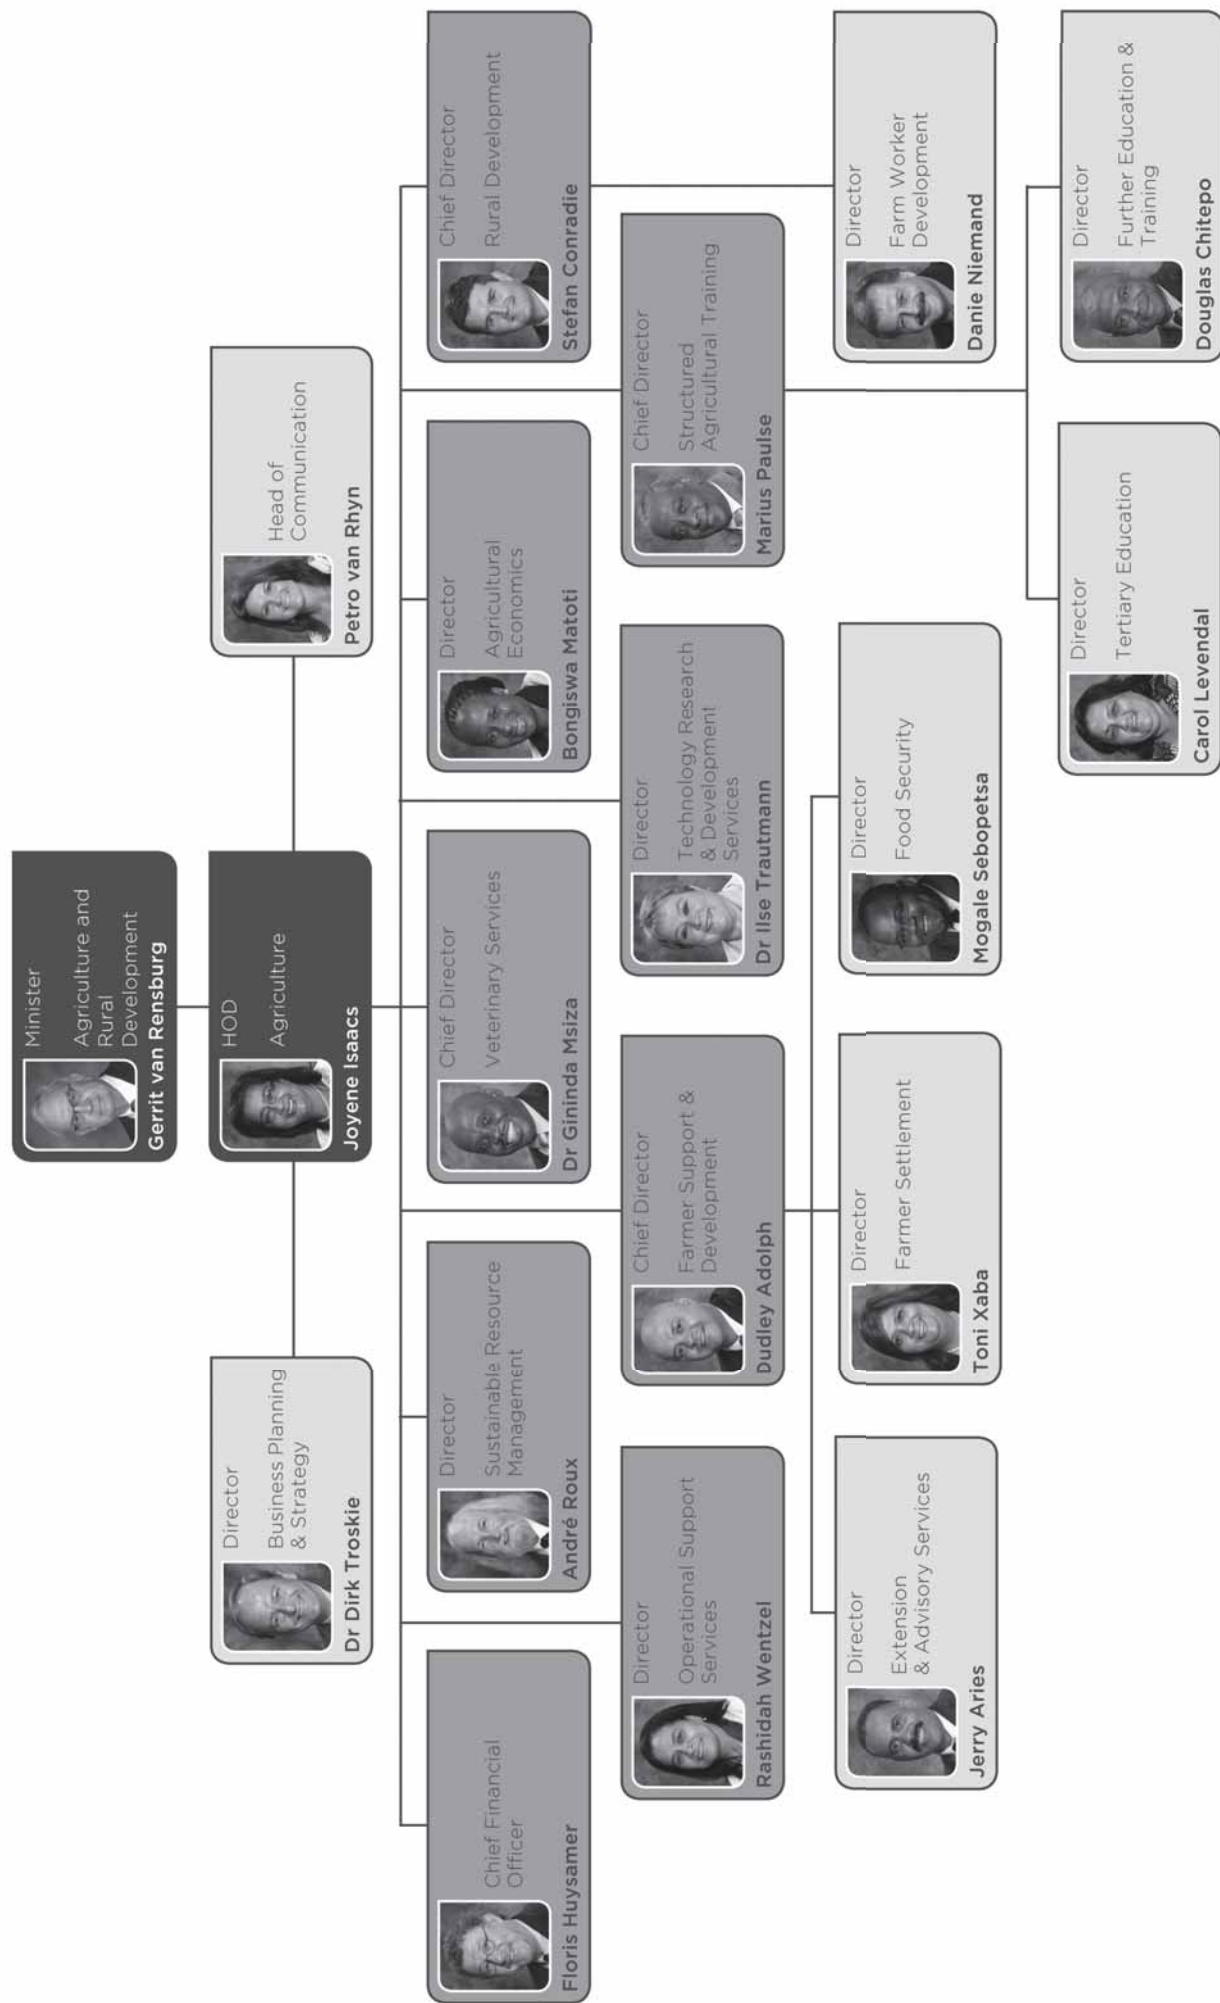 Minister
Agriculture and
Rural
Development
Gerrit van Rensburg
Director
Business Planning
& Strategy
Dr Dirk Troskie
HOD
Agriculture
Joyene Isaacs
Head of
Communication
Petro van Rhyn
Chief Financial
Officer
Floris Huysamer
Director
Sustainable Resource
Management
André Roux
Chief Director
Veterinary Services
Dr Gininda Msiza
Director
Agricultural
Economics
Bongiswa Matoti
Chief Director
Rural Development
Stefan Conradie
Director
Operational Support
Services
Rashidah Wentzel
Chief Director
Farmer Support &
Development
Dudley Adolph
Director
Technology Research
& Development
Services
Dr Ilse Trautmann
Chief Director
Structured
Agricultural Training
Marius Paulse
Director
Extension
& Advisory Services
Jerry Aries
Director
Farmer Settlement
Toni Xaba
Director
Food Security
Mogale Sebopetsa
Director
Farm Worker
Development
Danie Niemand
Director
Tertiary Education
Carol Levendal
Director
Further Education &
Training
Douglas Chitepo